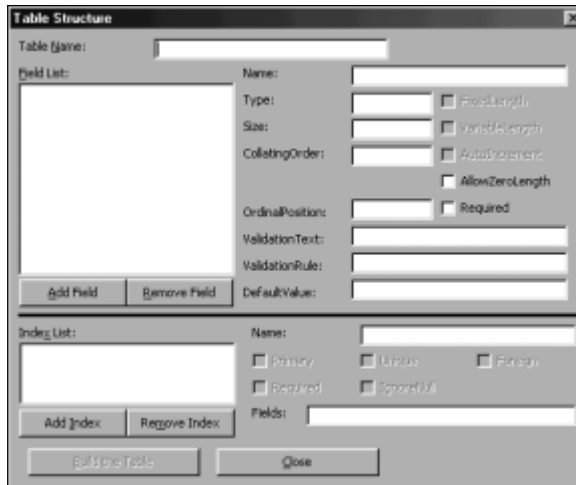 Table Structure
Table Name:
Field List:
Name:
Type:
FixedLength
Size:
VariableLength
CollatingOrder:
AutoIncrement
AllowZeroLength
OrdinalPosition:
Required
ValidationText:
ValidationRule:
Add Field
Remove Field
DefaultValue:
Index List:
Name:
Primary
Unique
Foreign
Required
IgnoreNull
Add Index
Remove Index
Fields:
Build the Table
Close